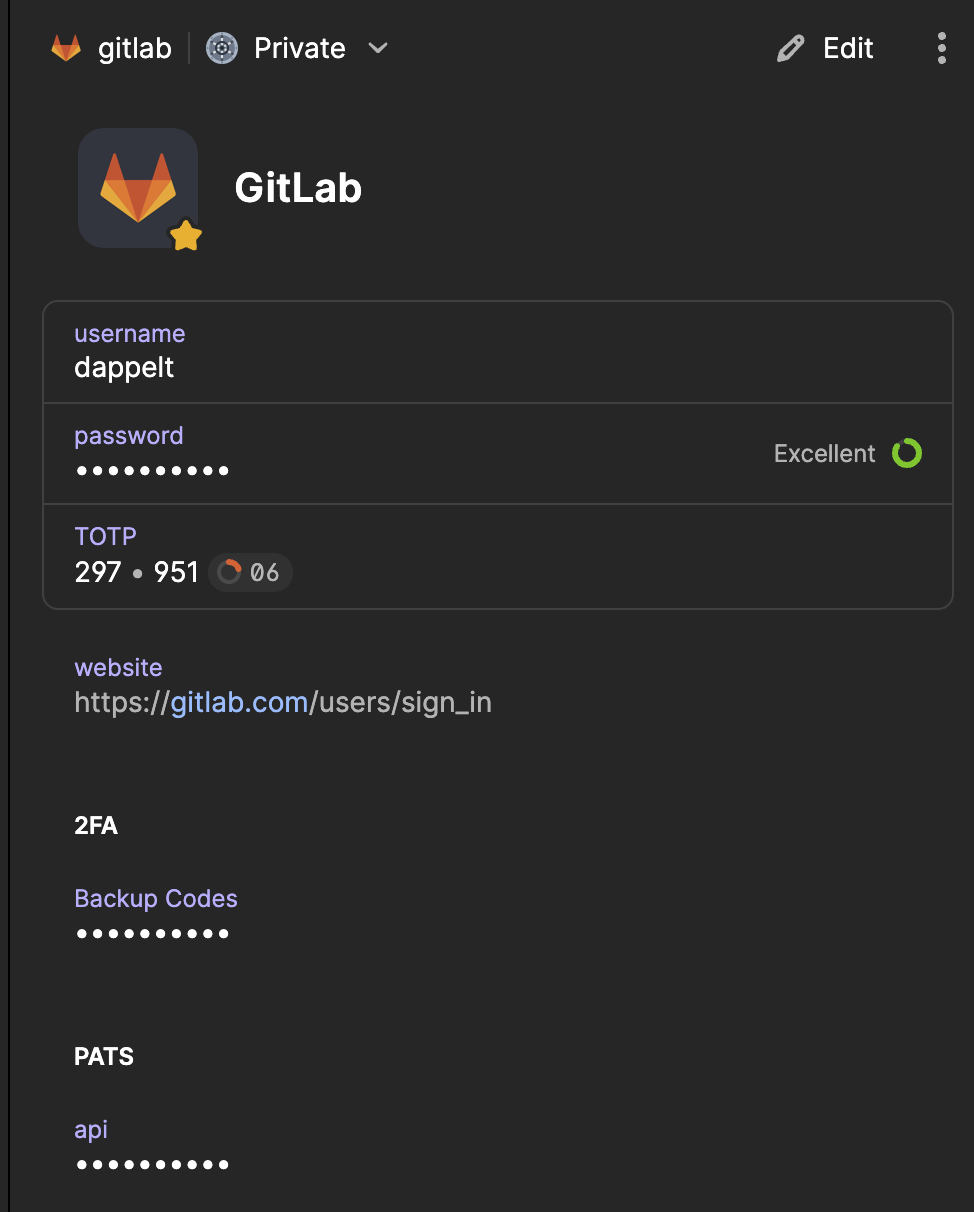 gitlab Private Edit
GitLab
username
dappelt
password
•••••••••• Excellent
TOTP
297 • 951 06
website
https://gitlab.com/users/sign_in
2FA
Backup Codes
••••••••••
PATS
api
••••••••••